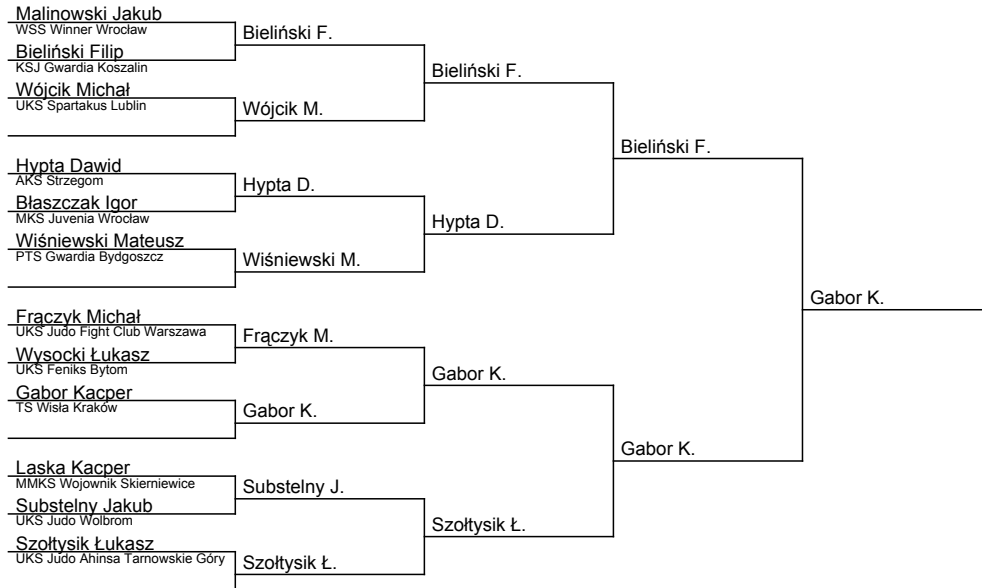 Malinowski Jakub
WSS Winner Wrocław
Bieliński Filip
KSJ Gwardia Koszalin
Wójcik Michał
UKS Spartakus Lublin
Hypta Dawid
AKS Strzegom
Błaszczak Igor
MKS Juvenia Wrocław
Wiśniewski Mateusz
PTS Gwardia Bydgoszcz
Frączyk Michał
UKS Judo Fight Club Warszawa
Wysocki Łukasz
UKS Feniks Bytom
Gabor Kacper
TS Wisła Kraków
Laska Kacper
MMKS Wojownik Skierniewice
Substelny Jakub
UKS Judo Wolbrom
Szołtysik Łukasz
UKS Judo Ahinsa Tarnowskie Góry
Bieliński F.
Wójcik M.
Hypta D.
Wiśniewski M.
Frączyk M.
Gabor K.
Substelny J.
Szołtysik Ł.
Bieliński F.
Hypta D.
Gabor K.
Szołtysik Ł.
Bieliński F.
Gabor K.
Gabor K.